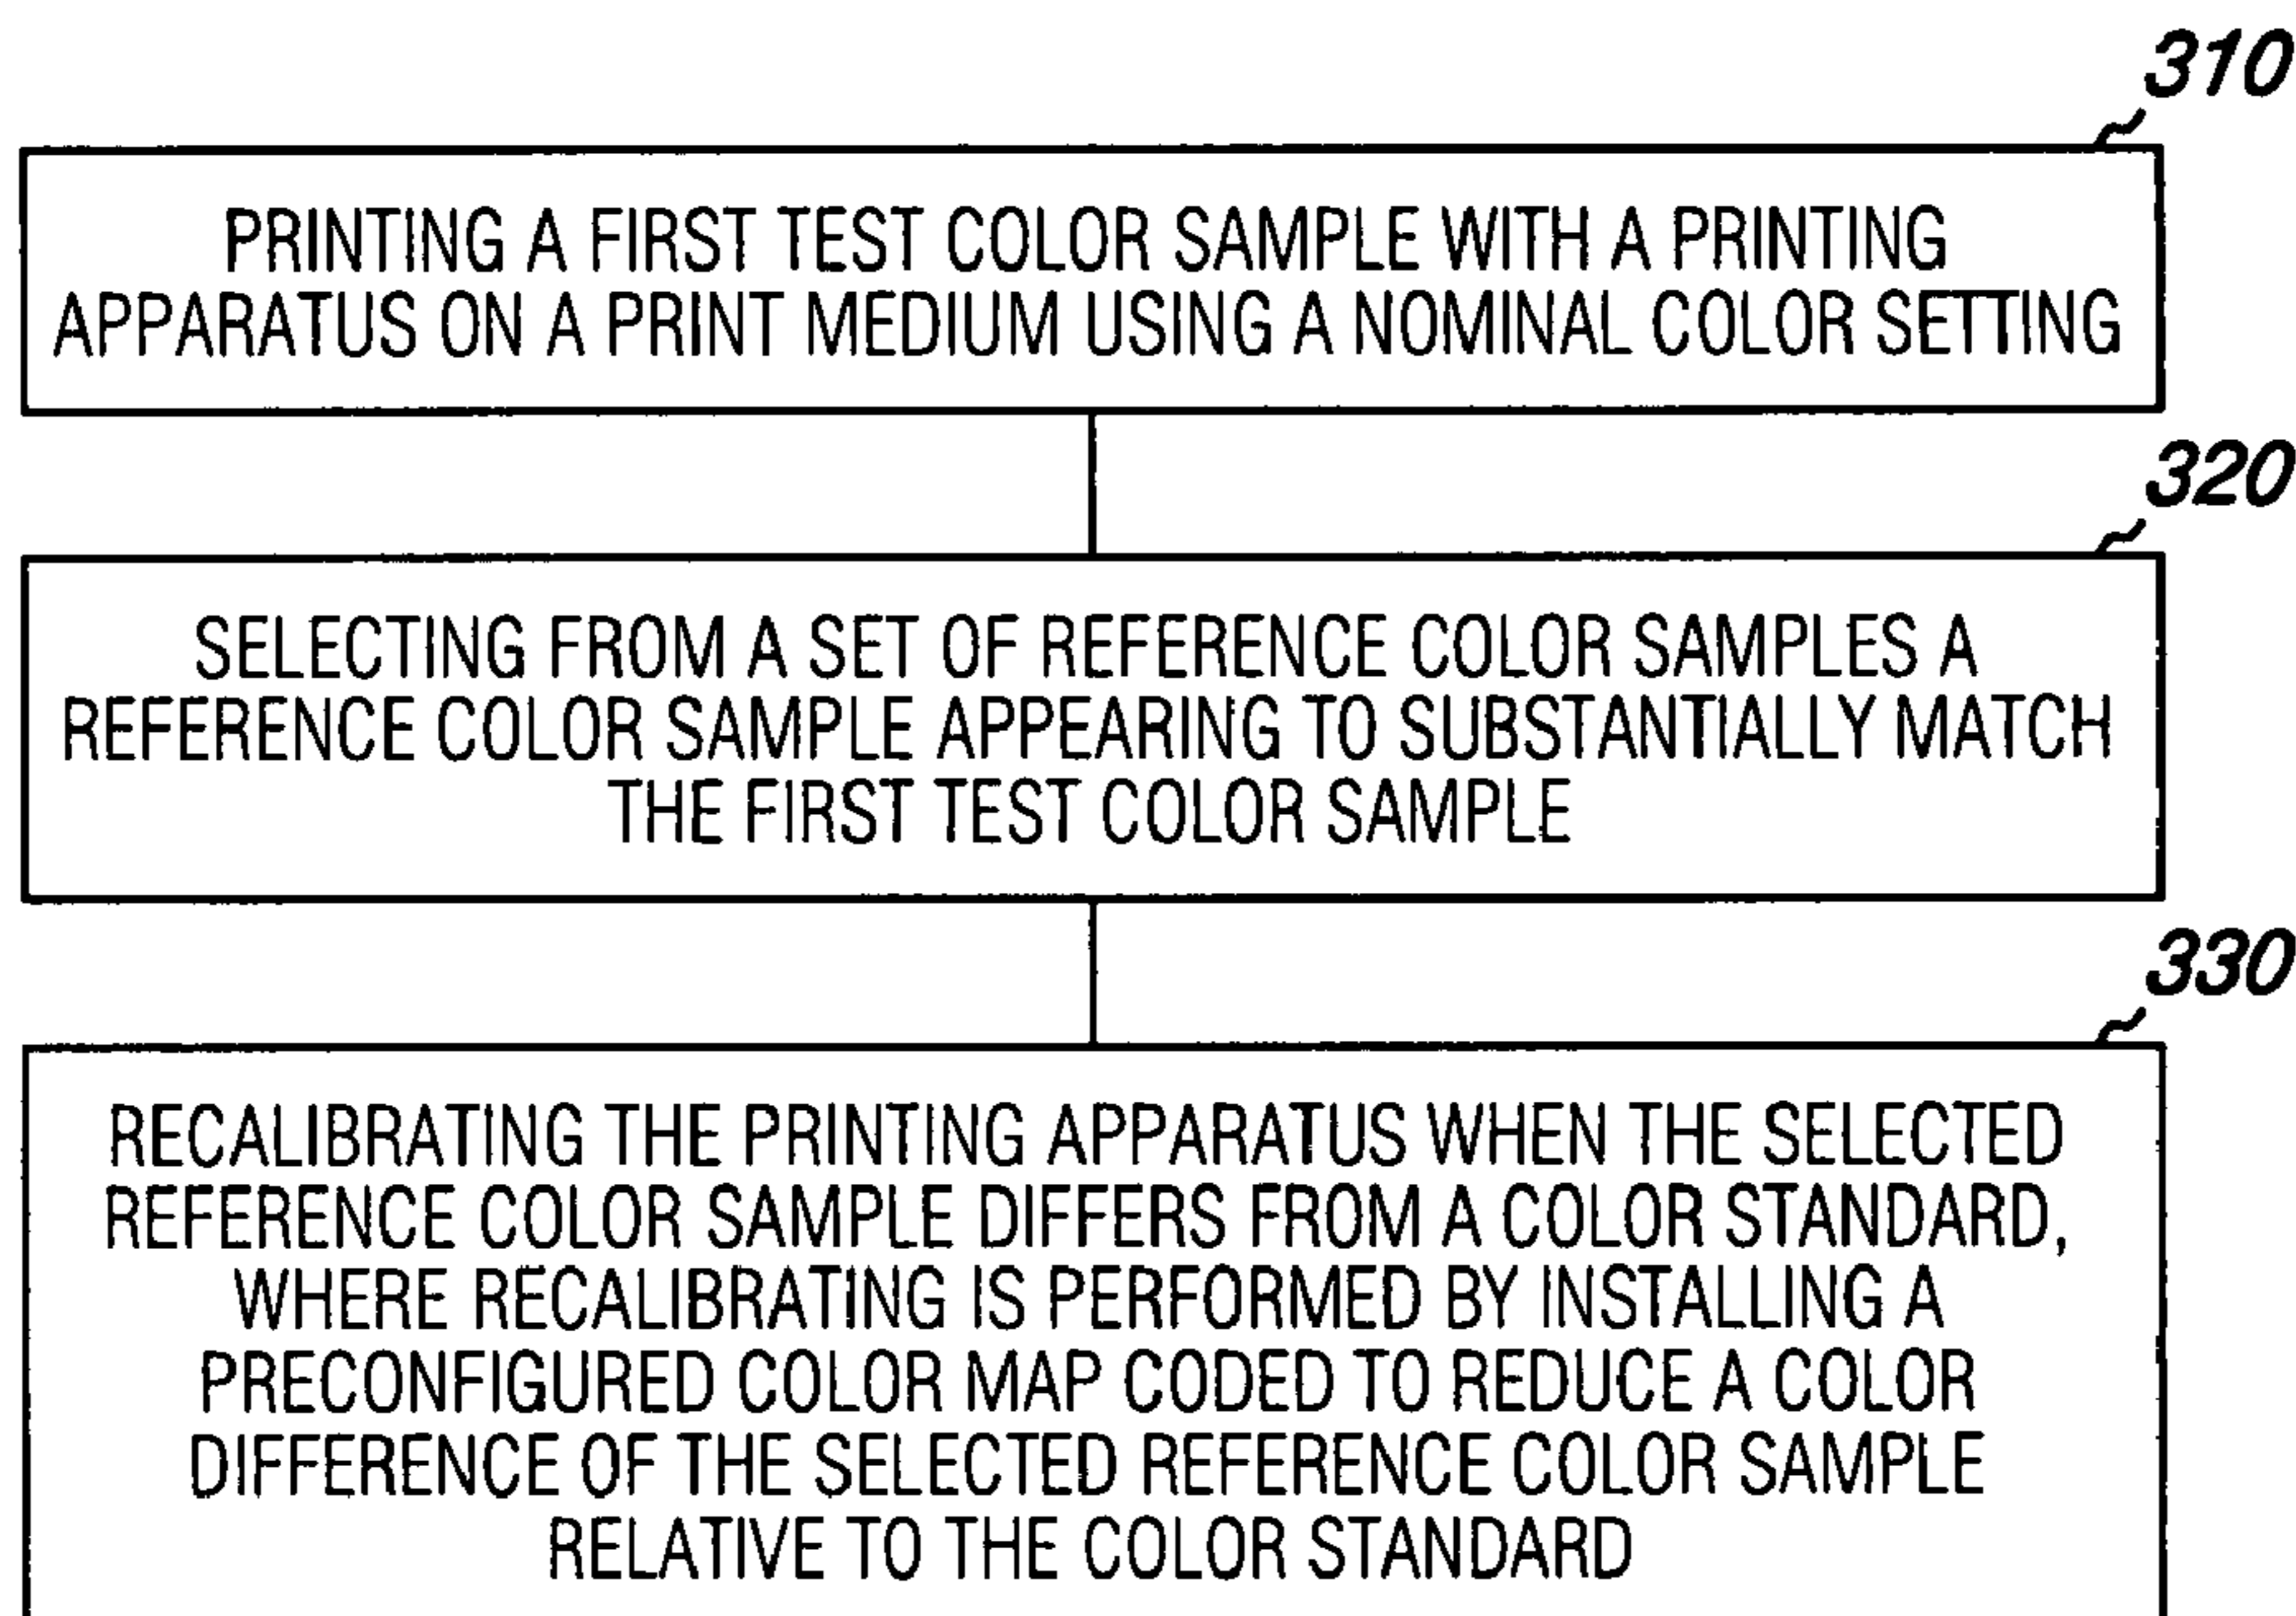 310
PRINTING A FIRST TEST COLOR SAMPLE WITH A PRINTING
APPARATUS ON A PRINT MEDIUM USING A NOMINAL COLOR SETTING
320
SELECTING FROM A SET OF REFERENCE COLOR SAMPLES A
REFERENCE COLOR SAMPLE APPEARING TO SUBSTANTIALLY MATCH
THE FIRST TEST COLOR SAMPLE
330
RECALIBRATING THE PRINTING APPARATUS WHEN THE SELECTED
REFERENCE COLOR SAMPLE DIFFERS FROM A COLOR STANDARD,
WHERE RECALIBRATING IS PERFORMED BY INSTALLING A
PRECONFIGURED COLOR MAP CODED TO REDUCE A COLOR
DIFFERENCE OF THE SELECTED REFERENCE COLOR SAMPLE
RELATIVE TO THE COLOR STANDARD